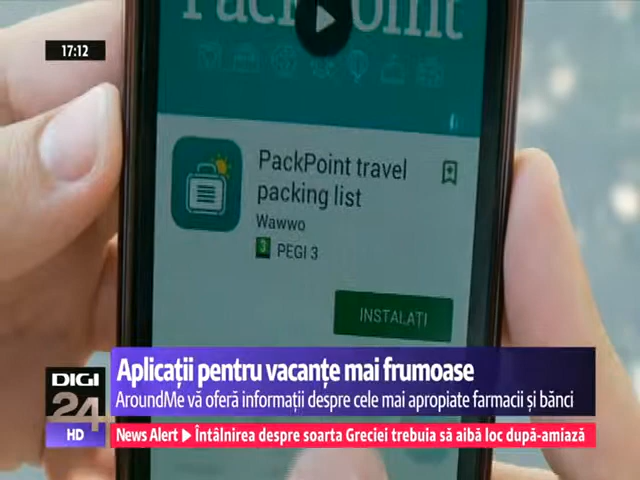 PackPoint
17:12
PackPoint travel
packing list
Wawwo
3 PEGI 3
INSTALAȚI
Aplicații pentru vacanțe mai frumoase
DIGI
24
HD
AroundMe vă oferă informații despre cele mai apropiate farmacii și bănci
News Alert Întâlnirea despre soarta Greciei trebuia să aibă loc după-amiază